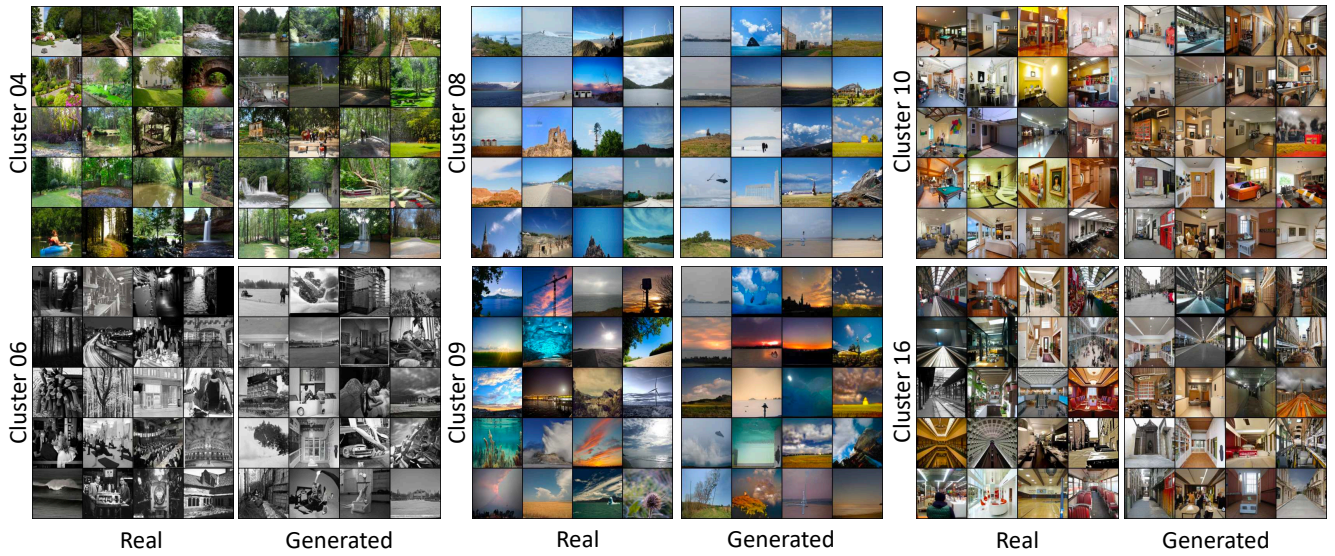 Cluster 04
Cluster 08
Cluster 10
Cluster 06
Cluster 09
Cluster 16
Real
Generated
Real
Generated
Real
Generated